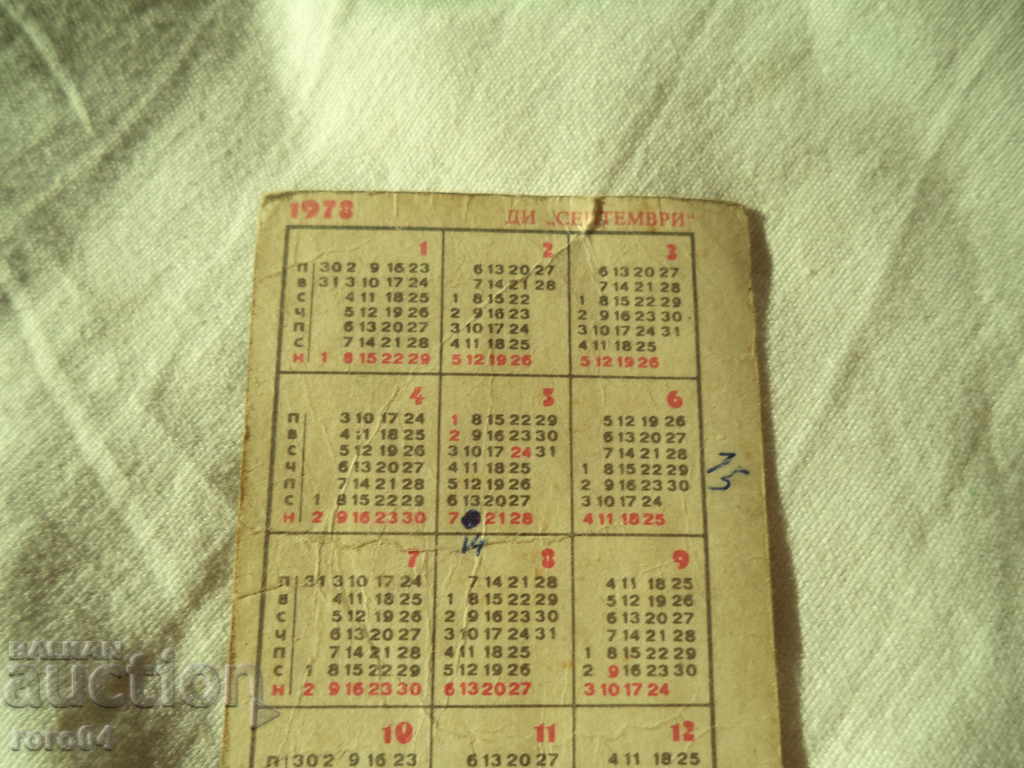 1978 ДИ „СЕПТЕМВРИ"
1 2 3
П 30 2 9 16 23 6 13 20 27 6 13 20 27
В 31 3 10 17 24 7 14 21 28 7 14 21 28
С 4 11 18 25 1 8 15 22 1 8 15 22 29
Ч 5 12 19 26 2 9 16 23 2 9 16 23 30
П 6 13 20 27 3 10 17 24 3 10 17 24 31
С 7 14 21 28 4 11 18 25 4 11 18 25
Н 1 8 15 22 29 5 12 19 26 5 12 19 26
4 5 6
П 3 10 17 24 1 8 15 22 29 5 12 19 26
В 4 11 18 25 2 9 16 23 30 6 13 20 27
С 5 12 19 26 3 10 17 24 31 7 14 21 28
Ч 6 13 20 27 4 11 18 25 1 8 15 22 29
П 7 14 21 28 5 12 19 26 2 9 16 23 30
С 1 8 15 22 29 6 13 20 27 3 10 17 24
Н 2 9 16 23 30 7 21 28 4 11 18 25
15
14
7 8 9
П 31 3 10 17 24 7 14 21 28 4 11 18 25
В 4 11 18 25 1 8 15 22 29 5 12 19 26
С 5 12 19 26 2 9 16 23 30 6 13 20 27
Ч 6 13 20 27 3 10 17 24 31 7 14 21 28
П 7 14 21 28 4 11 18 25 1 8 15 22 29
С 1 8 15 22 29 5 12 19 26 2 9 16 23 30
Н 2 9 16 23 30 6 13 20 27 3 10 17 24
10 11 12
П 30 2 9 16 23 6 13 20 27 4 11 18 25
BALKAN
auction
roro04